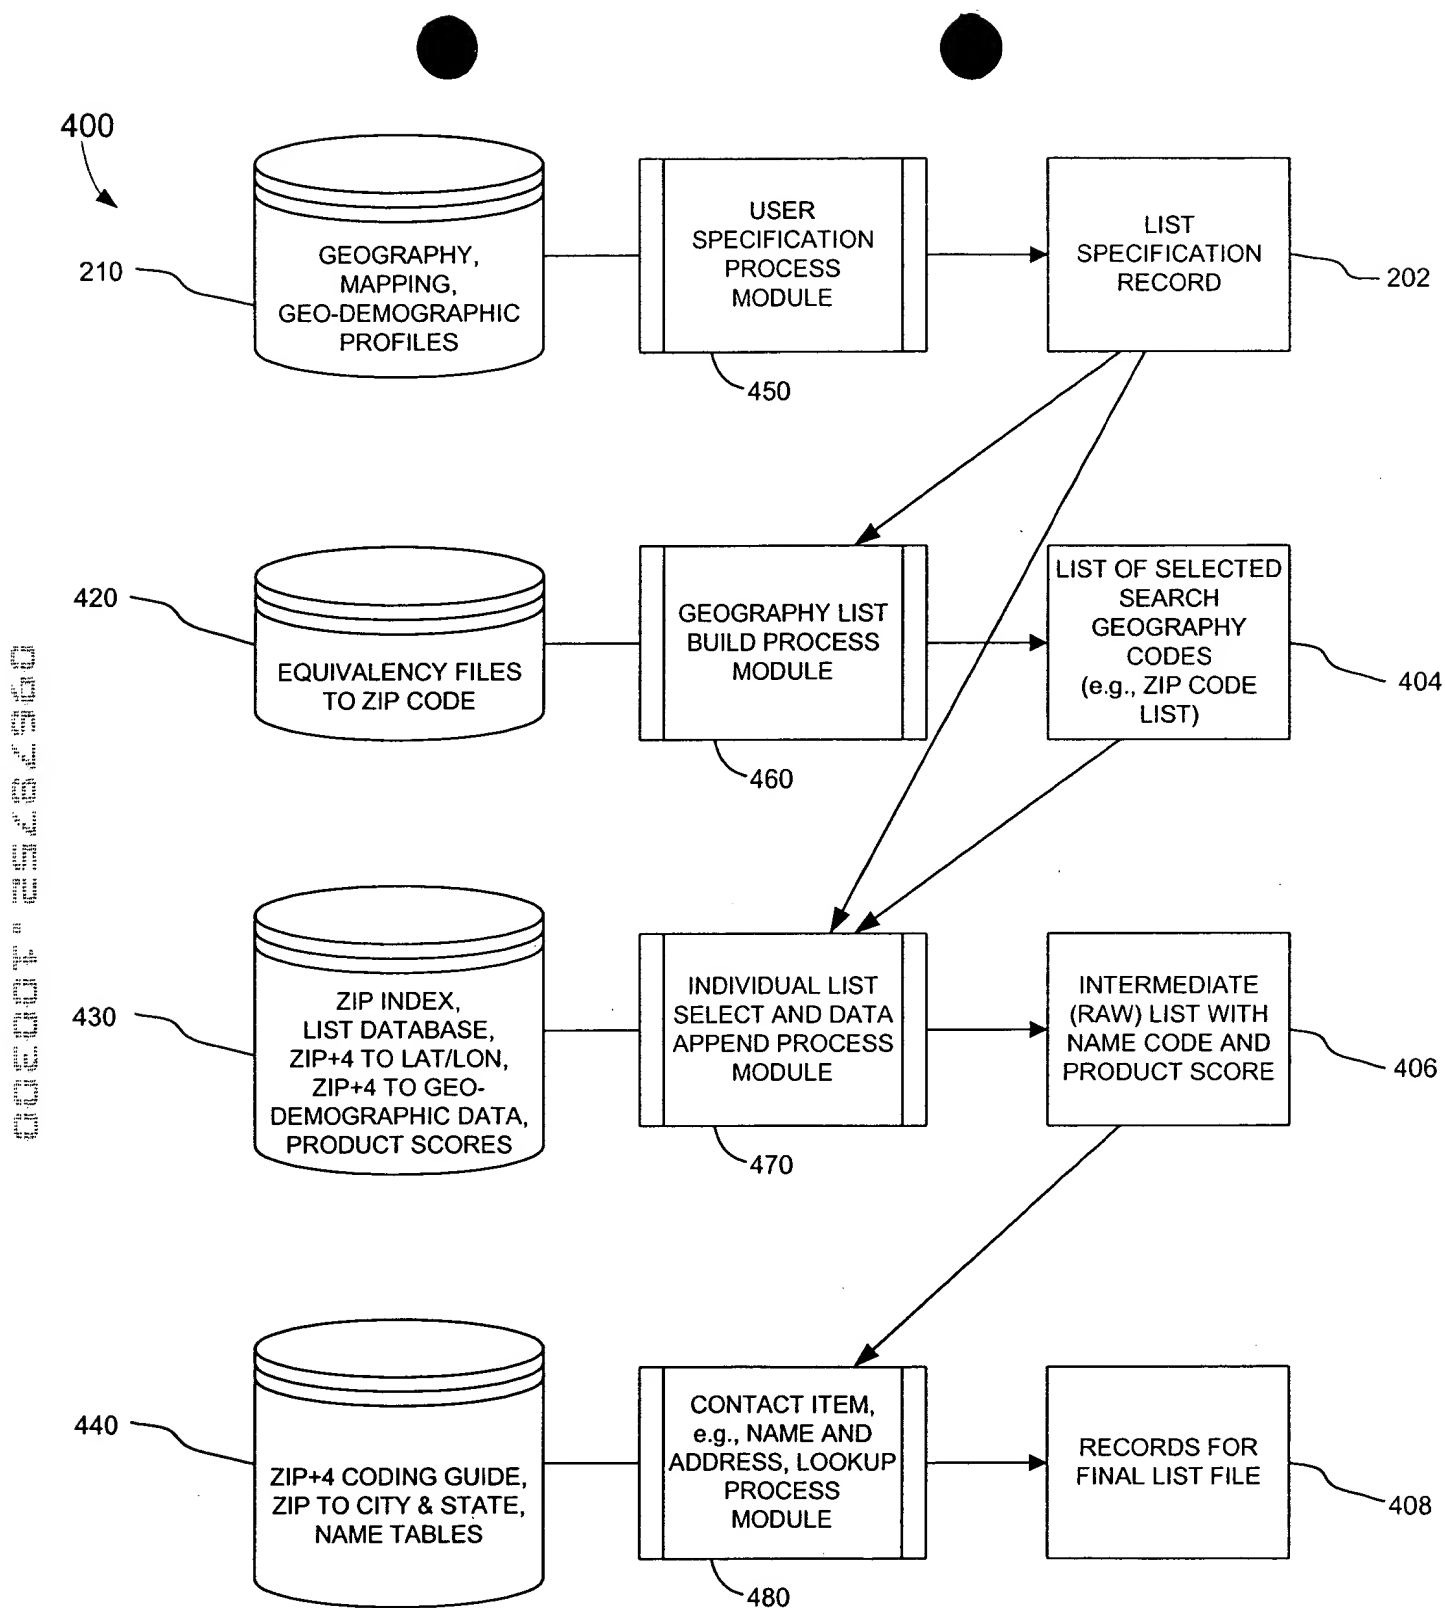 400
GEOGRAPHY,
MAPPING,
GEO-DEMOGRAPHIC
PROFILES
210
USER
SPECIFICATION
PROCESS
MODULE
450
LIST
SPECIFICATION
RECORD
202
420
EQUIVALENCY FILES
TO ZIP CODE
GEOGRAPHY LIST
BUILD PROCESS
MODULE
460
LIST OF SELECTED
SEARCH
GEOGRAPHY
CODES
(e.g., ZIP CODE
LIST)
404
430
ZIP INDEX,
LIST DATABASE,
ZIP+4 TO LAT/LON,
ZIP+4 TO GEO-
DEMOGRAPHIC DATA,
PRODUCT SCORES
INDIVIDUAL LIST
SELECT AND DATA
APPEND PROCESS
MODULE
470
INTERMEDIATE
(RAW) LIST WITH
NAME CODE AND
PRODUCT SCORE
406
440
ZIP+4 CODING GUIDE,
ZIP TO CITY & STATE,
NAME TABLES
CONTACT ITEM,
e.g., NAME AND
ADDRESS, LOOKUP
PROCESS
MODULE
480
RECORDS FOR
FINAL LIST FILE
408
09578752.100300